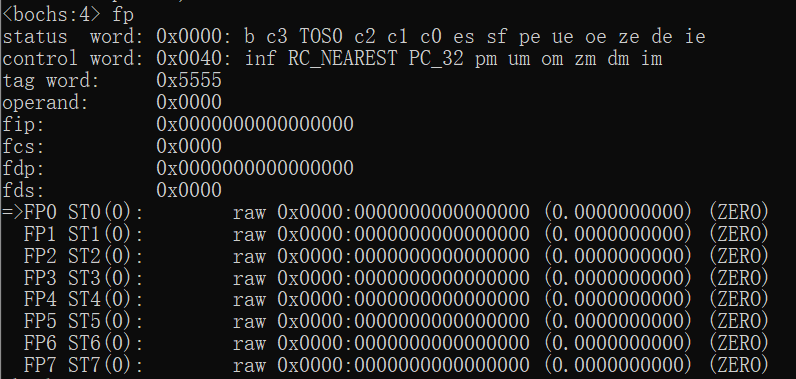 <bochs:4> fp
status  word: 0x0000: b c3 TOS0 c2 c1 c0 es sf pe ue oe ze de ie
control word: 0x0040: inf RC_NEAREST PC_32 pm um om zm dm im
tag word:     0x5555
operand:      0x0000
fip:          0x0000000000000000
fcs:          0x0000
fdp:          0x0000000000000000
fds:          0x0000
=>FP0 ST0(0):        raw 0x0000:0000000000000000 (0.0000000000) (ZERO)
  FP1 ST1(0):        raw 0x0000:0000000000000000 (0.0000000000) (ZERO)
  FP2 ST2(0):        raw 0x0000:0000000000000000 (0.0000000000) (ZERO)
  FP3 ST3(0):        raw 0x0000:0000000000000000 (0.0000000000) (ZERO)
  FP4 ST4(0):        raw 0x0000:0000000000000000 (0.0000000000) (ZERO)
  FP5 ST5(0):        raw 0x0000:0000000000000000 (0.0000000000) (ZERO)
  FP6 ST6(0):        raw 0x0000:0000000000000000 (0.0000000000) (ZERO)
  FP7 ST7(0):        raw 0x0000:0000000000000000 (0.0000000000) (ZERO)